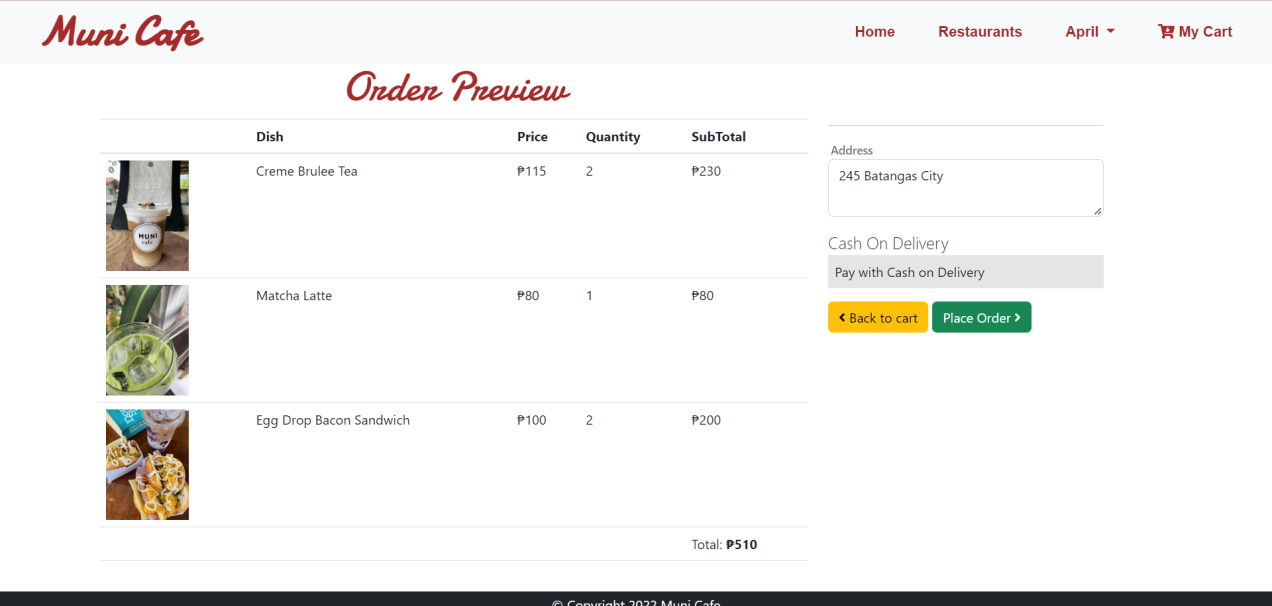 Muni Cafe
Home Restaurants April My Cart
Order Preview
Dish Price Quantity SubTotal
Creme Brulee Tea ₱115 2 ₱230
MUNI
cafe
Matcha Latte ₱80 1 ₱80
Egg Drop Bacon Sandwich ₱100 2 ₱200
Total: ₱510
Address
245 Batangas City
Cash On Delivery
Pay with Cash on Delivery
Back to cart Place Order
© Copyright 2022 Muni Cafe